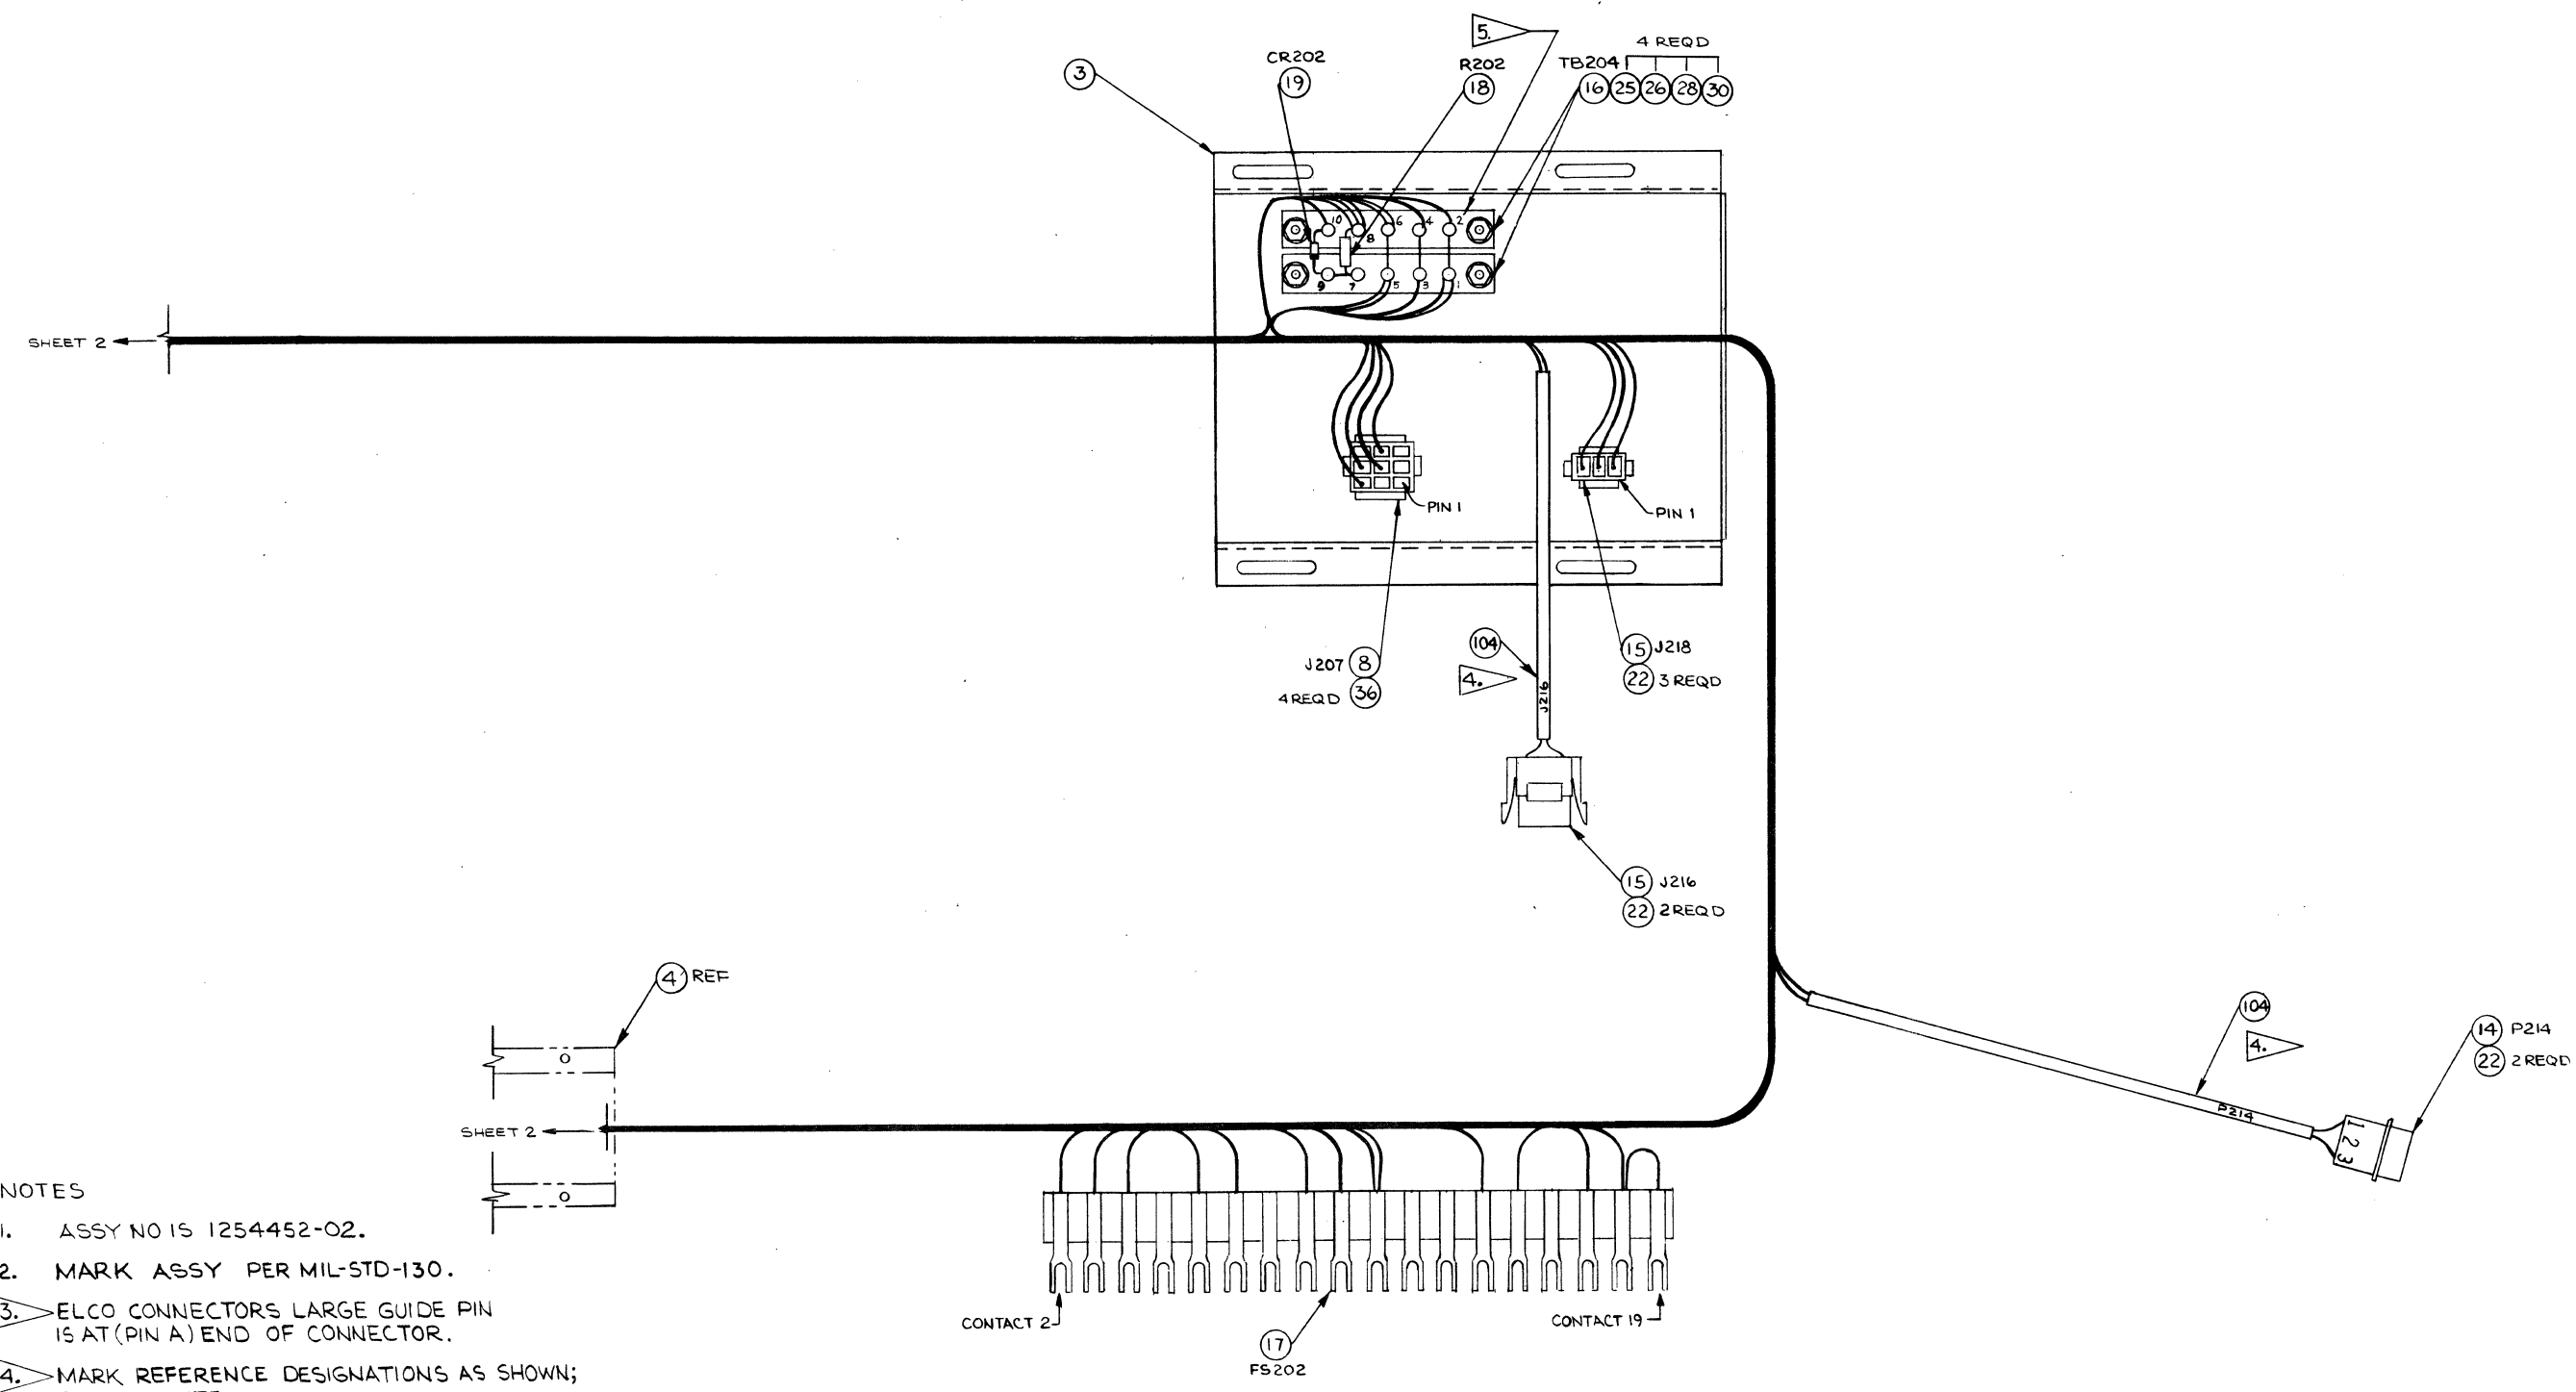 5.
4 REQD
CR202
R202
TB204
3
19
18
16 25 26 28 30
10 8 6 4 2
9 7 5 3 1
SHEET 2
PIN 1
PIN 1
104
15 J218
J207 8
4.
22 3 REQD
4 REQD 36
J216
15 J216
22 2 REQD
4 REF
104
14 P214
4.
22 2 REQD
P214
1 2 3
SHEET 2
NOTES
1. ASSY NO IS 1254452-02.
2. MARK ASSY PER MIL-STD-130.
3. ELCO CONNECTORS LARGE GUIDE PIN
IS AT (PIN A) END OF CONNECTOR.
4. MARK REFERENCE DESIGNATIONS AS SHOWN;
CONTACT 2
CONTACT 19
17
FS202